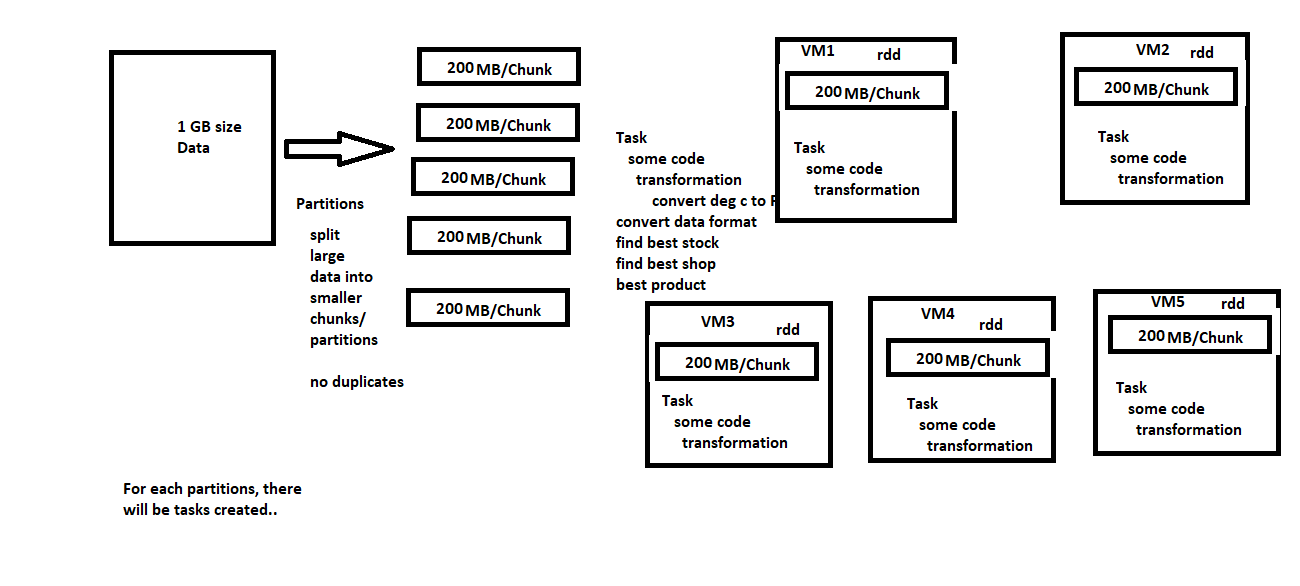 1 GB size
Data
Partitions
split
large
data into
smaller
chunks/
partitions
no duplicates
For each partitions, there
will be tasks created..
200 MB/Chunk
200 MB/Chunk
200 MB/Chunk
200 MB/Chunk
200 MB/Chunk
Task
some code
transformation
convert deg c to F
convert data format
find best stock
find best shop
best product
VM1 rdd
200 MB/Chunk
Task
some code
transformation
VM2 rdd
200 MB/Chunk
Task
some code
transformation
VM3 rdd
200 MB/Chunk
Task
some code
transformation
VM4 rdd
200 MB/Chunk
Task
some code
transformation
VM5 rdd
200 MB/Chunk
Task
some code
transformation